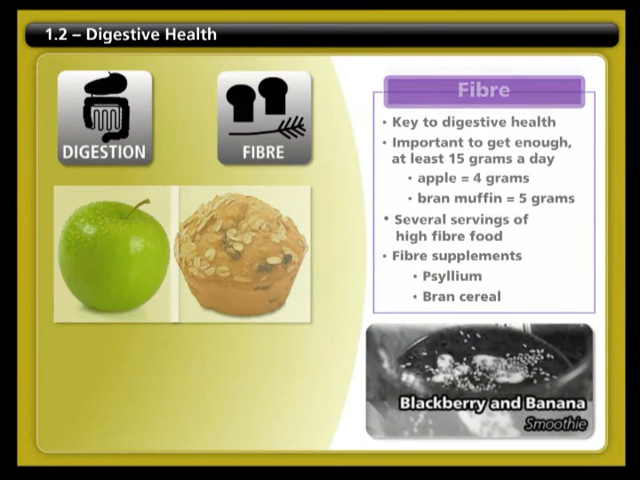 1.2 – Digestive Health
DIGESTION
FIBRE
Fibre
• Key to digestive health
• Important to get enough,
at least 15 grams a day
• apple = 4 grams
• bran muffin = 5 grams
• Several servings of
high fibre food
• Fibre supplements
• Psyllium
• Bran cereal
Blackberry and Banana
Smoothie